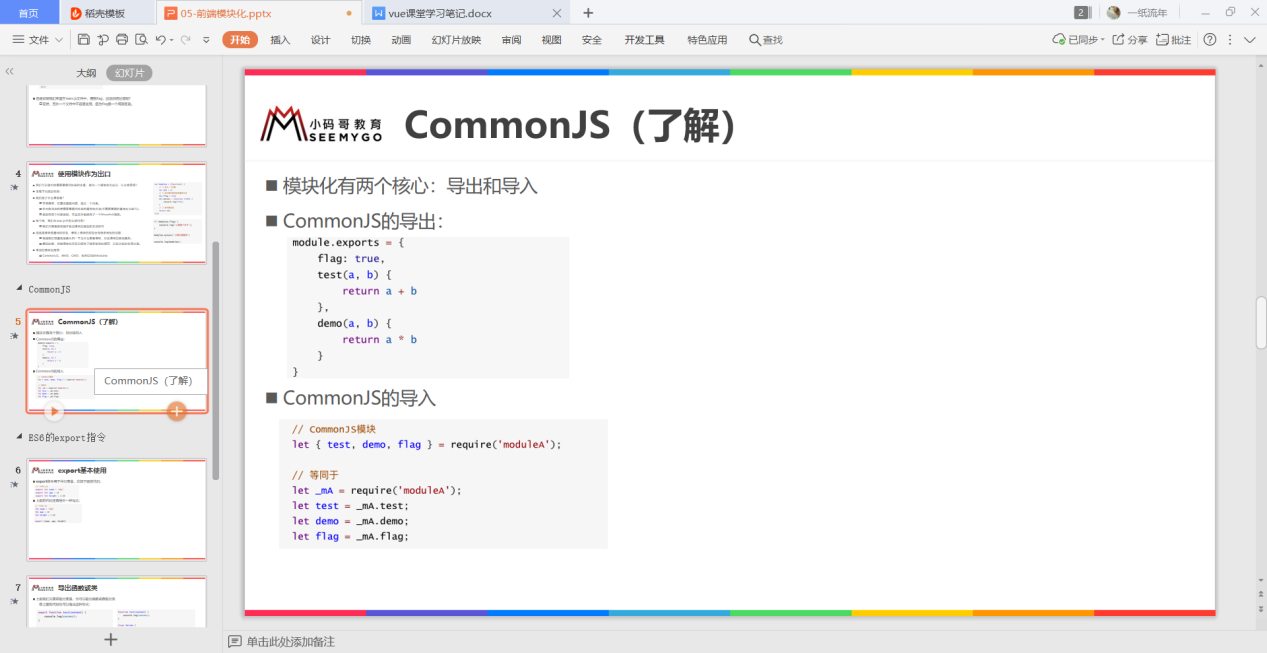 首页
稻壳模板
05-前端模块化.pptx
vue课堂学习笔记.docx
2
一纸流年
文件
开始
插入
设计
切换
动画
幻灯片放映
审阅
视图
安全
开发工具
特色应用
查找
已同步
分享
批注
大纲
幻灯片
4
使用模块作为出口
CommonJS
5
CommonJS（了解）
CommonJS（了解）
ES6的export指令
6
export基本使用
7
导出函数或类
小码哥教育
SEEMYGO
CommonJS（了解）
模块化有两个核心：导出和导入
CommonJS的导出：
module.exports = {
flag: true,
test(a, b) {
return a + b
},
demo(a, b) {
return a * b
}
}
CommonJS的导入
// CommonJS模块
let { test, demo, flag } = require('moduleA');
// 等同于
let _mA = require('moduleA');
let test = _mA.test;
let demo = _mA.demo;
let flag = _mA.flag;
单击此处添加备注